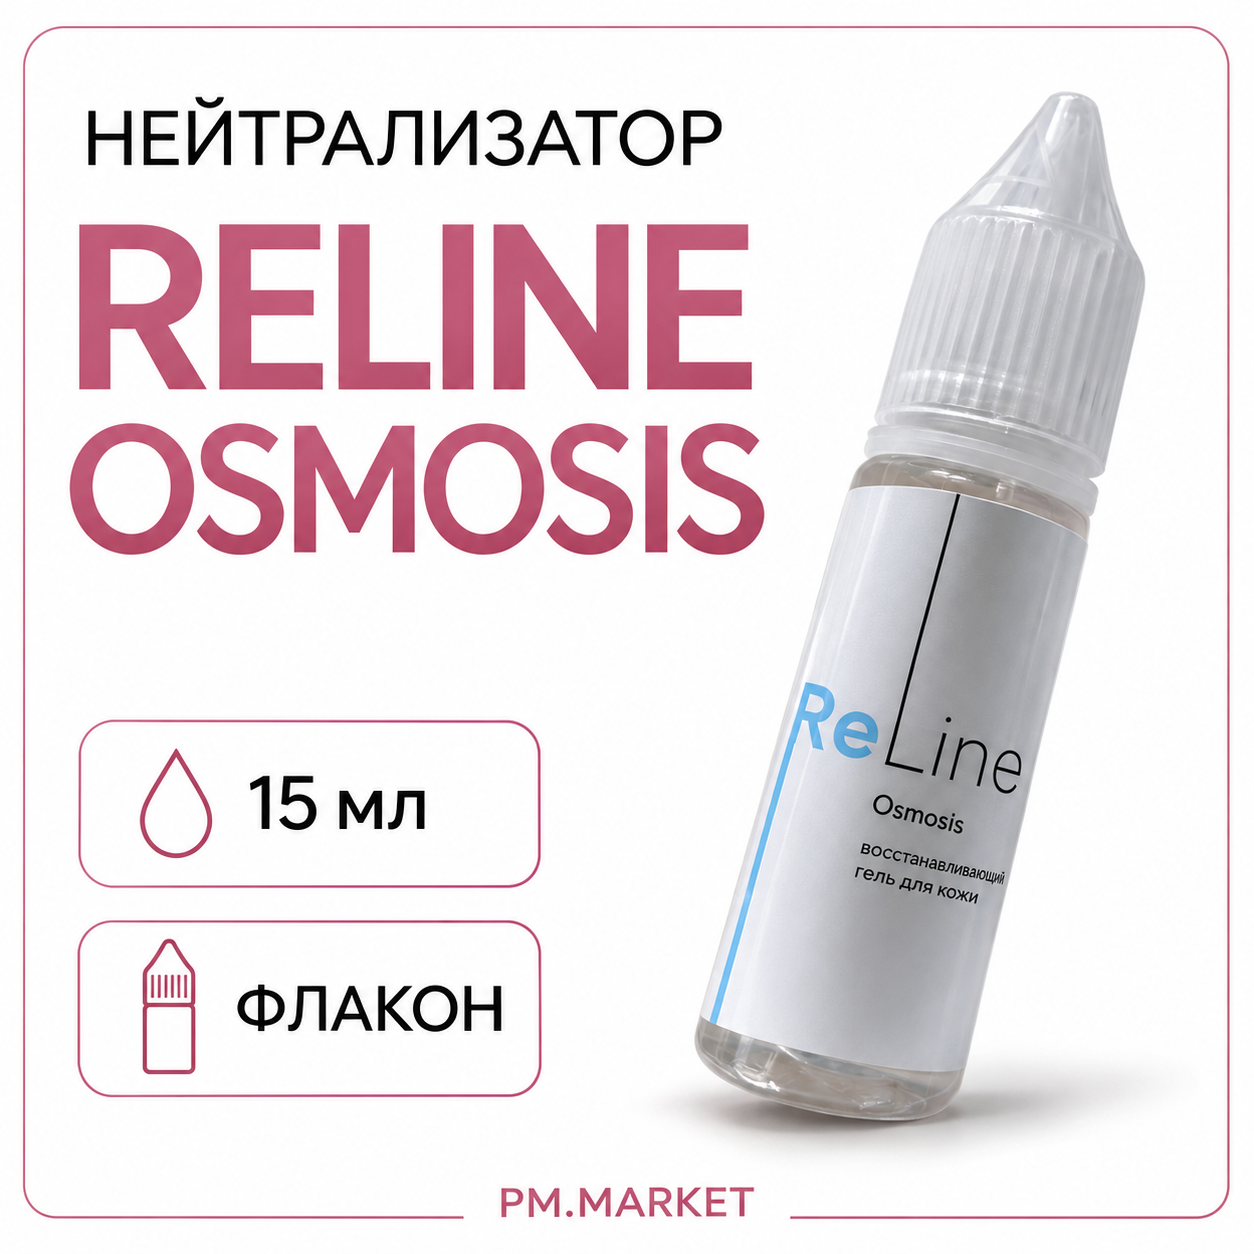 НЕЙТРАЛИЗАТОР
RELINE
OSMOSIS
15 мл
ФЛАКОН
ReLine
Osmosis
восстанавливающий
гель для кожи
PM.MARKET